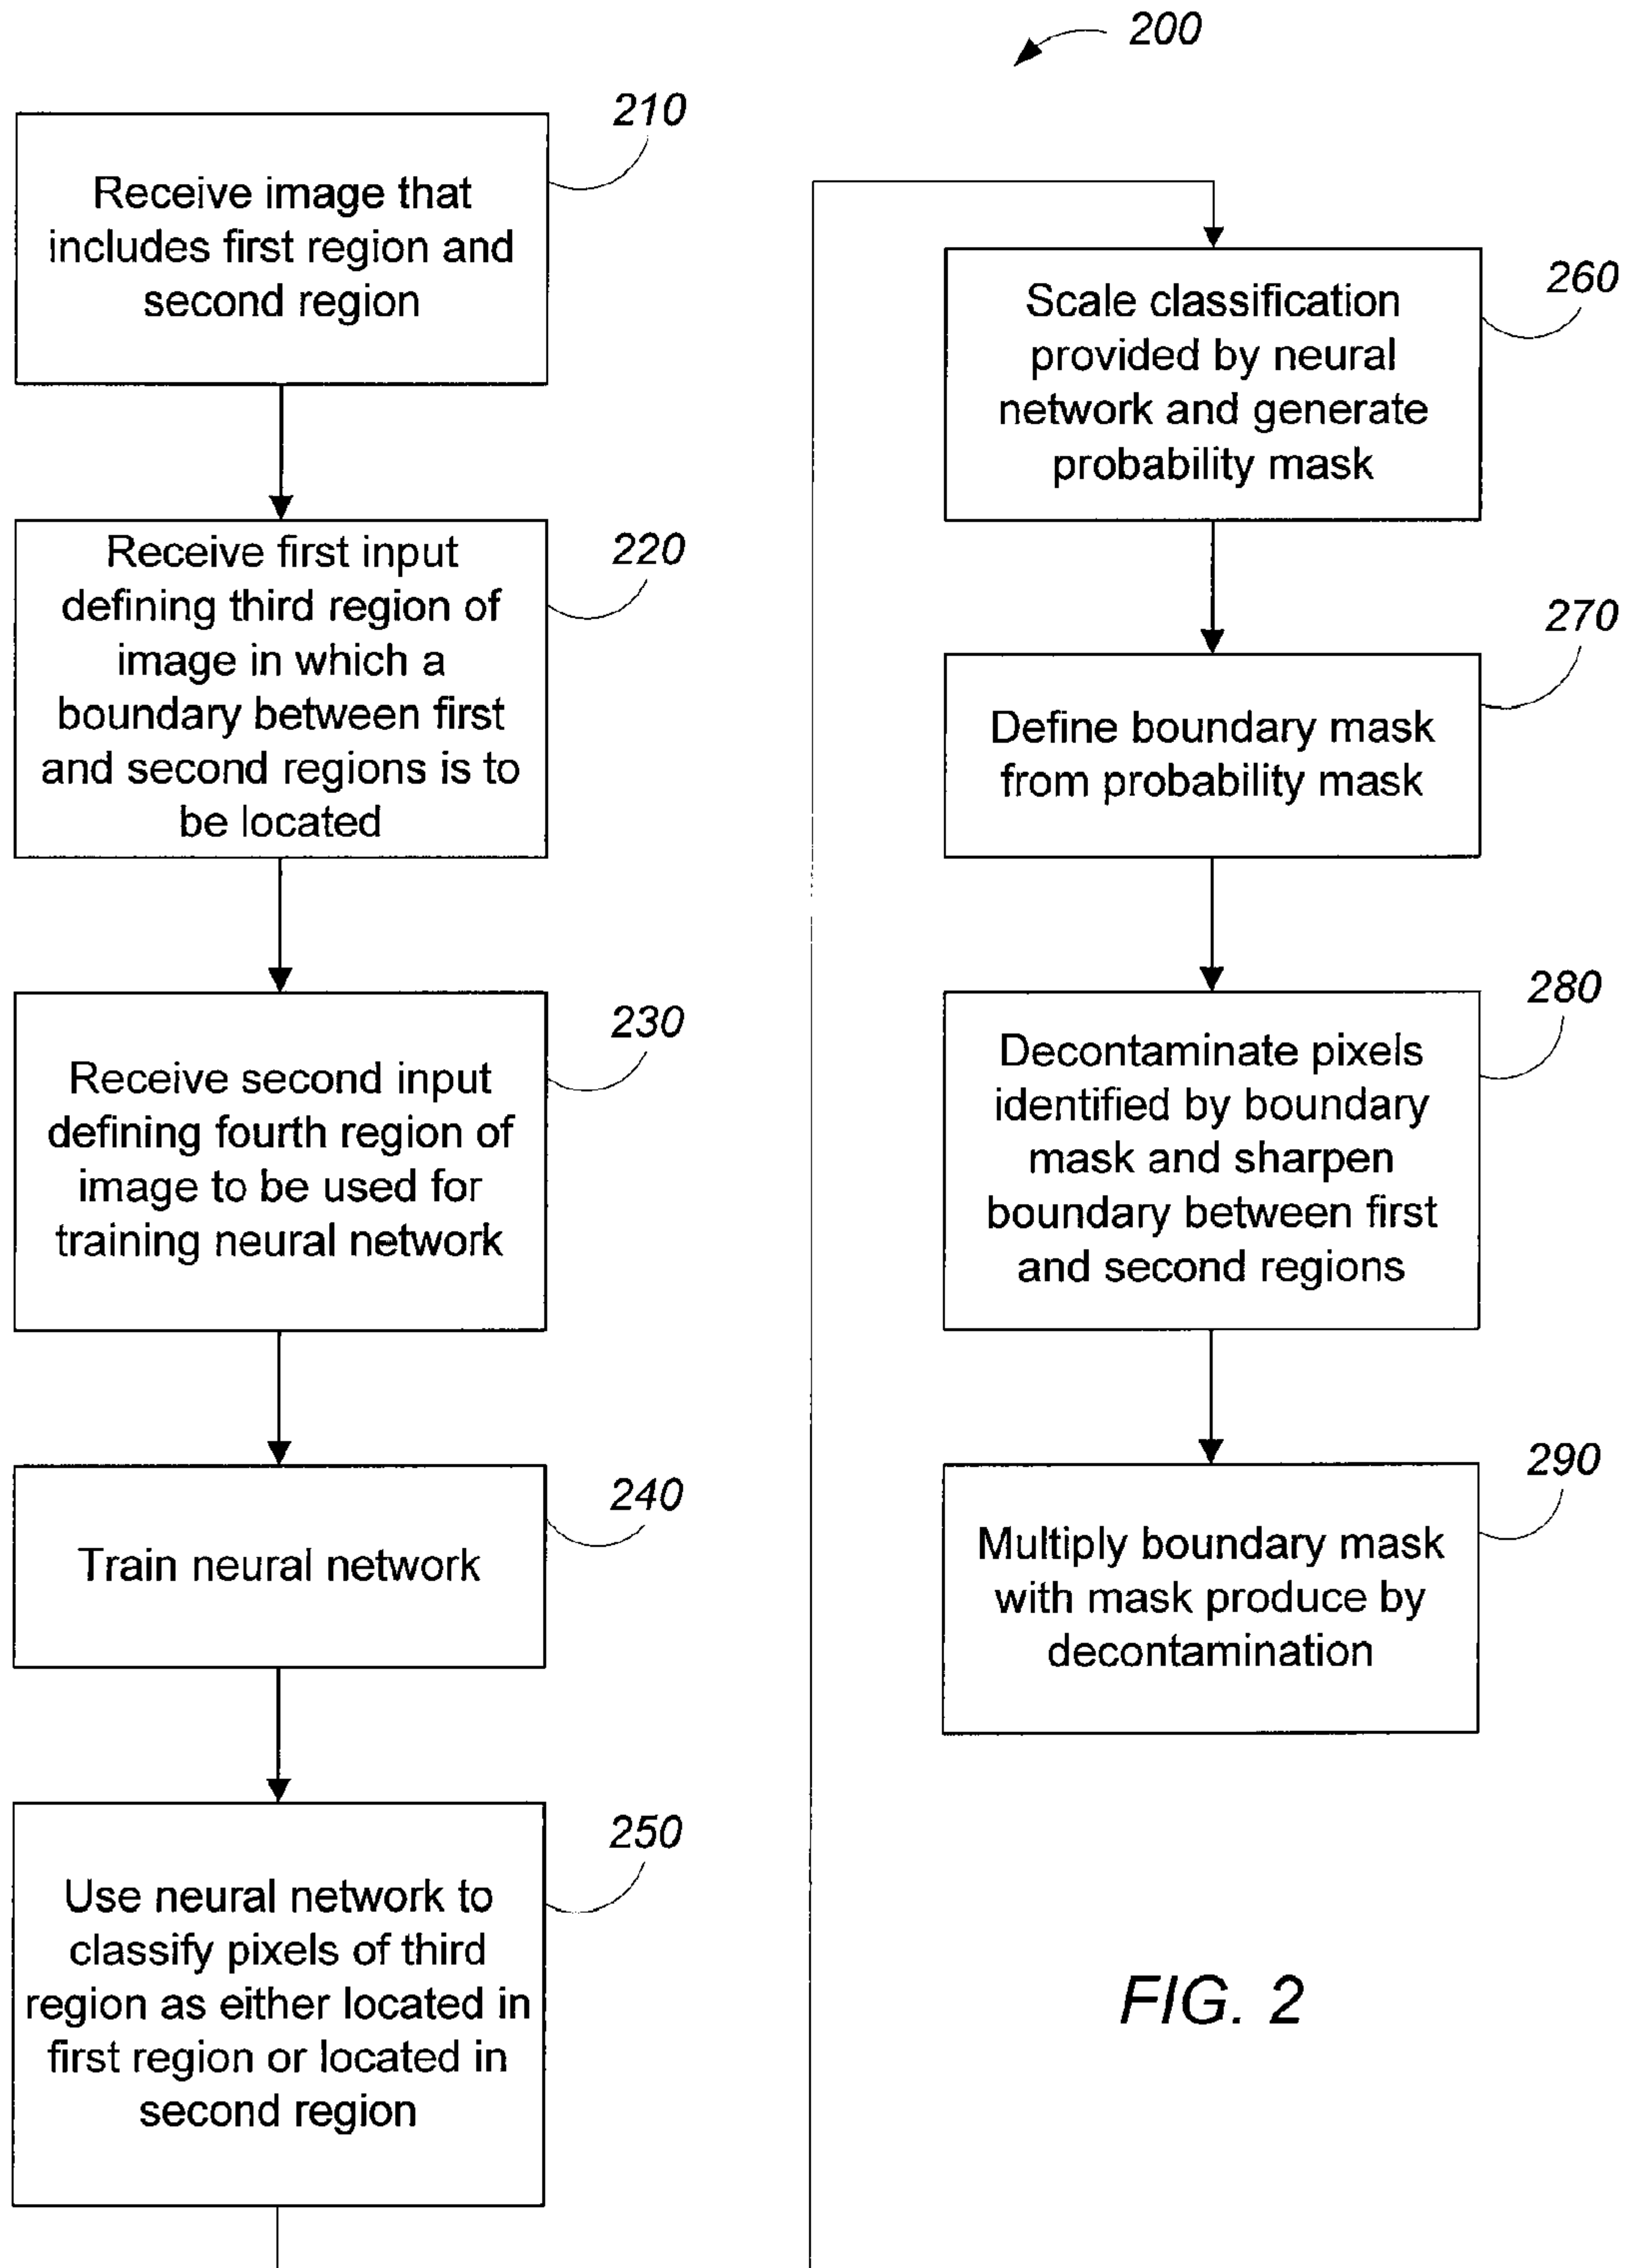 200
210
Receive image that
includes first region and
second region
220
Receive first input
defining third region of
image in which a
boundary between first
and second regions is to
be located
230
Receive second input
defining fourth region of
image to be used for
training neural network
240
Train neural network
250
Use neural network to
classify pixels of third
region as either located in
first region or located in
second region
260
Scale classification
provided by neural
network and generate
probability mask
270
Define boundary mask
from probability mask
280
Decontaminate pixels
identified by boundary
mask and sharpen
boundary between first
and second regions
290
Multiply boundary mask
with mask produce by
decontamination
FIG. 2